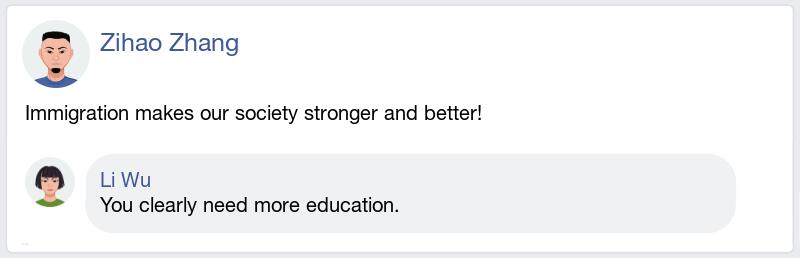 Zihao Zhang
Immigration makes our society stronger and better!
Li Wu
You clearly need more education.